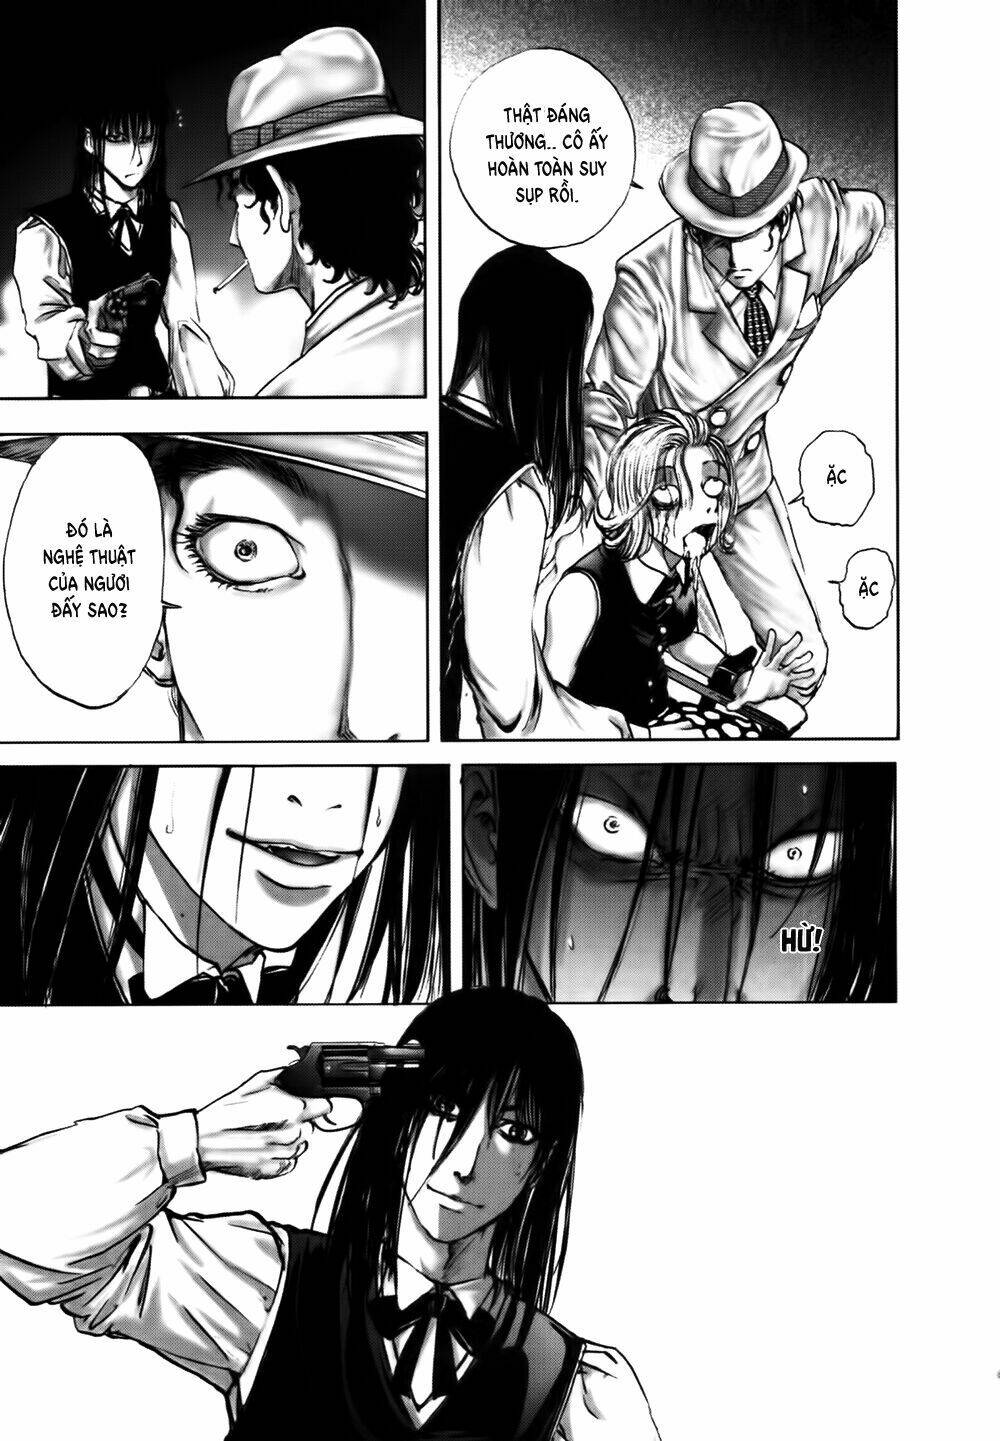 THẬT ĐÁNG
THƯƠNG.. CÔ ẤY
HOÀN TOÀN SUY
SỤP RỒI.
ẶC
ẶC
ĐÓ LÀ
NGHỆ THUẬT
CỦA NGƯƠI
ĐẤY SAO?
HỪ!